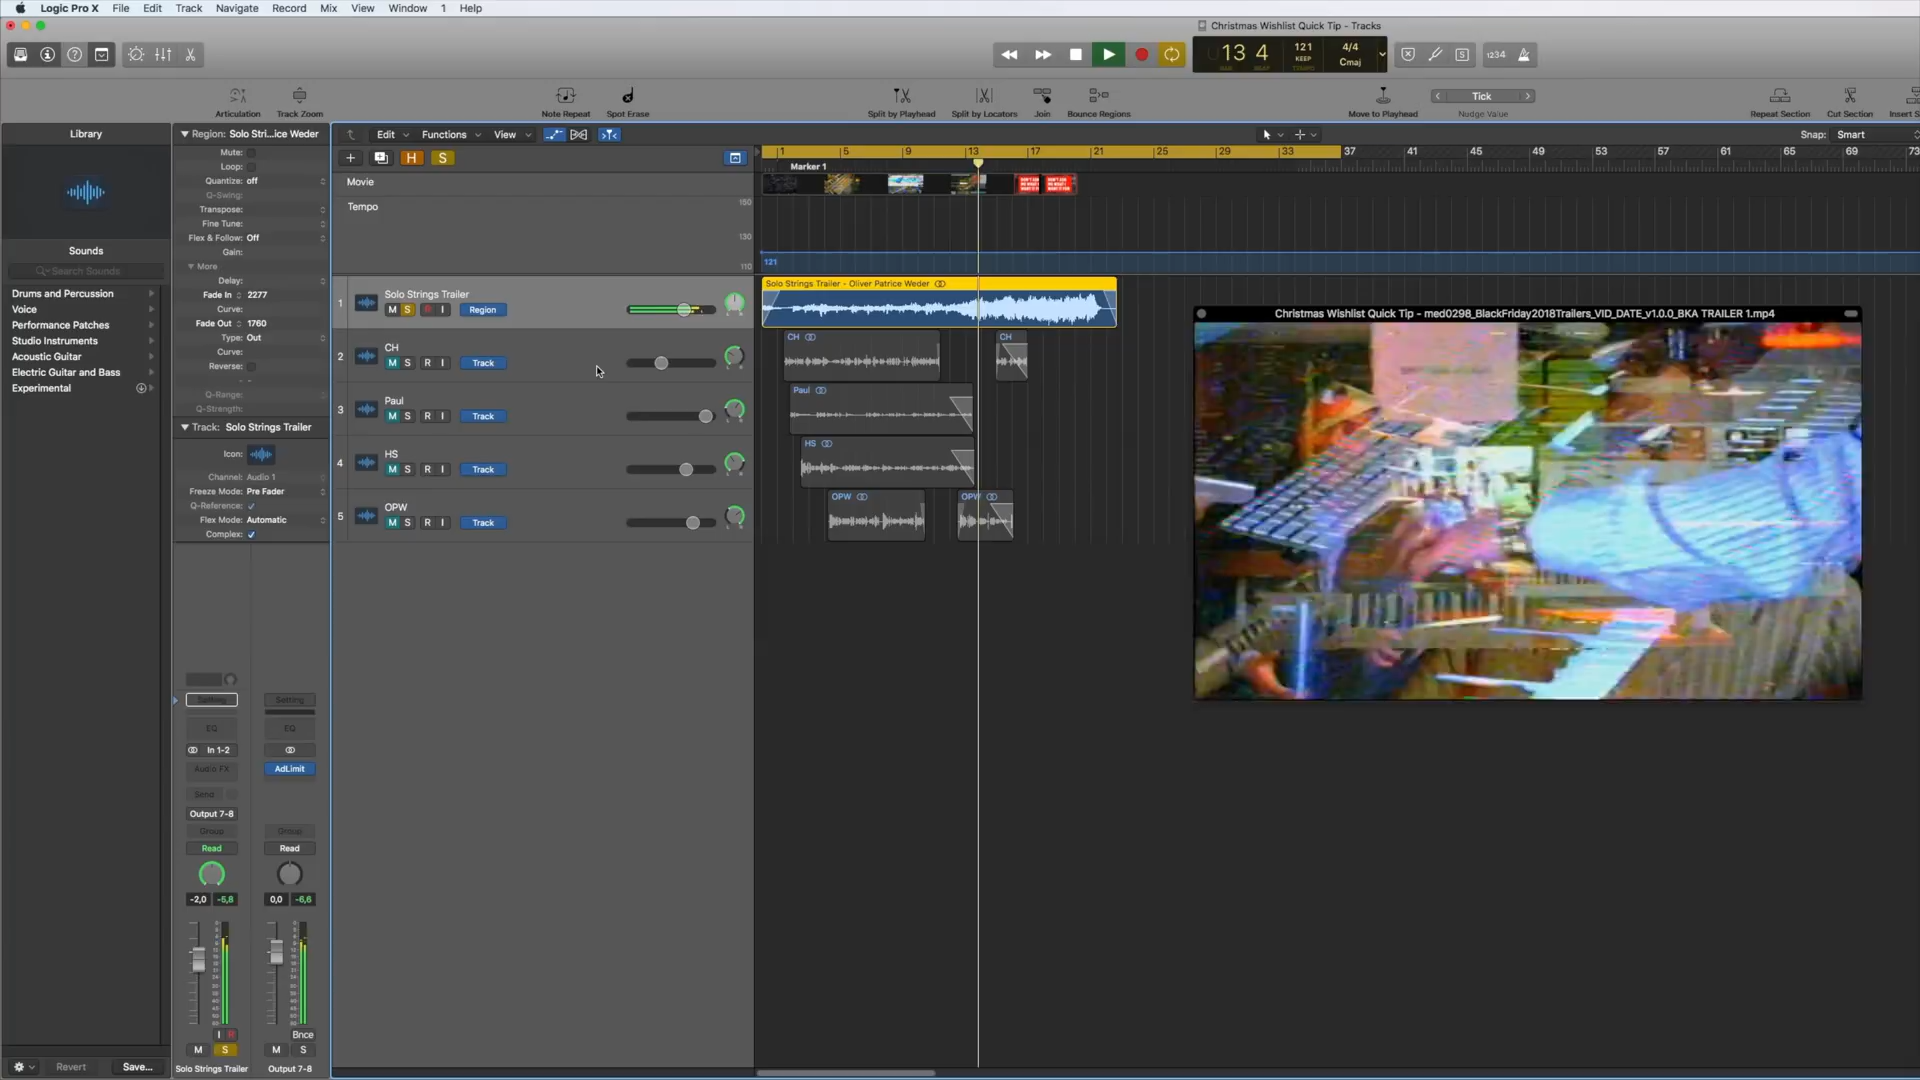 Logic Pro X File Edit Track Navigate Record Mix View Window 1 Help
Christmas Wishlist Quick Tip - Tracks
13 4 121 KEEP 4/4 Cmaj 1234
Articulation Track Zoom Note Repeat Spot Erase Split by Playhead Split by Locators Join Bounce Regions Move to Playhead Tick Nudge Value Repeat Section Cut Section Insert S
Library
Sounds
Search Sounds
Drums and Percussion
Voice
Performance Patches
Studio Instruments
Acoustic Guitar
Electric Guitar and Bass
Experimental
Revert Save...
Region: Solo Stri...ice Weder
Mute:
Loop:
Quantize: off
Q-Swing:
Transpose:
Fine Tune:
Flex & Follow: Off
Gain:
More
Delay:
Fade In 2277
Curve:
Fade Out 1760
Type: Out
Curve:
Reverse:
Q-Range:
Q-Strength:
Track: Solo Strings Trailer
Icon:
Channel: Audio 1
Freeze Mode: Pre Fader
Q-Reference:
Flex Mode: Automatic
Complex:
Setting Setting
EQ EQ
In 1-2
Audio FX AdLimit
Send
Output 7-8
Group Group
Read Read
-2,0 -5,8 0,0 -6,6
I R Bnce
M S M S
Solo Strings Trailer Output 7-8
Edit Functions View Snap: Smart
H S
1 5 9 13 17 21 25 29 33 37 41 45 49 53 57 61 65 69 73
Marker 1
Movie
Tempo 150
130
110
121
1 Solo Strings Trailer
M S R I Region
2 CH
M S R I Track
3 Paul
M S R I Track
4 HS
M S R I Track
5 OPW
M S R I Track
Solo Strings Trailer - Oliver Patrice Weder
CH CH
Paul
HS
OPW OPW
Christmas Wishlist Quick Tip - med0298_BlackFriday2018Trailers_VID_DATE_v1.0.0_BKA TRAILER 1.mp4